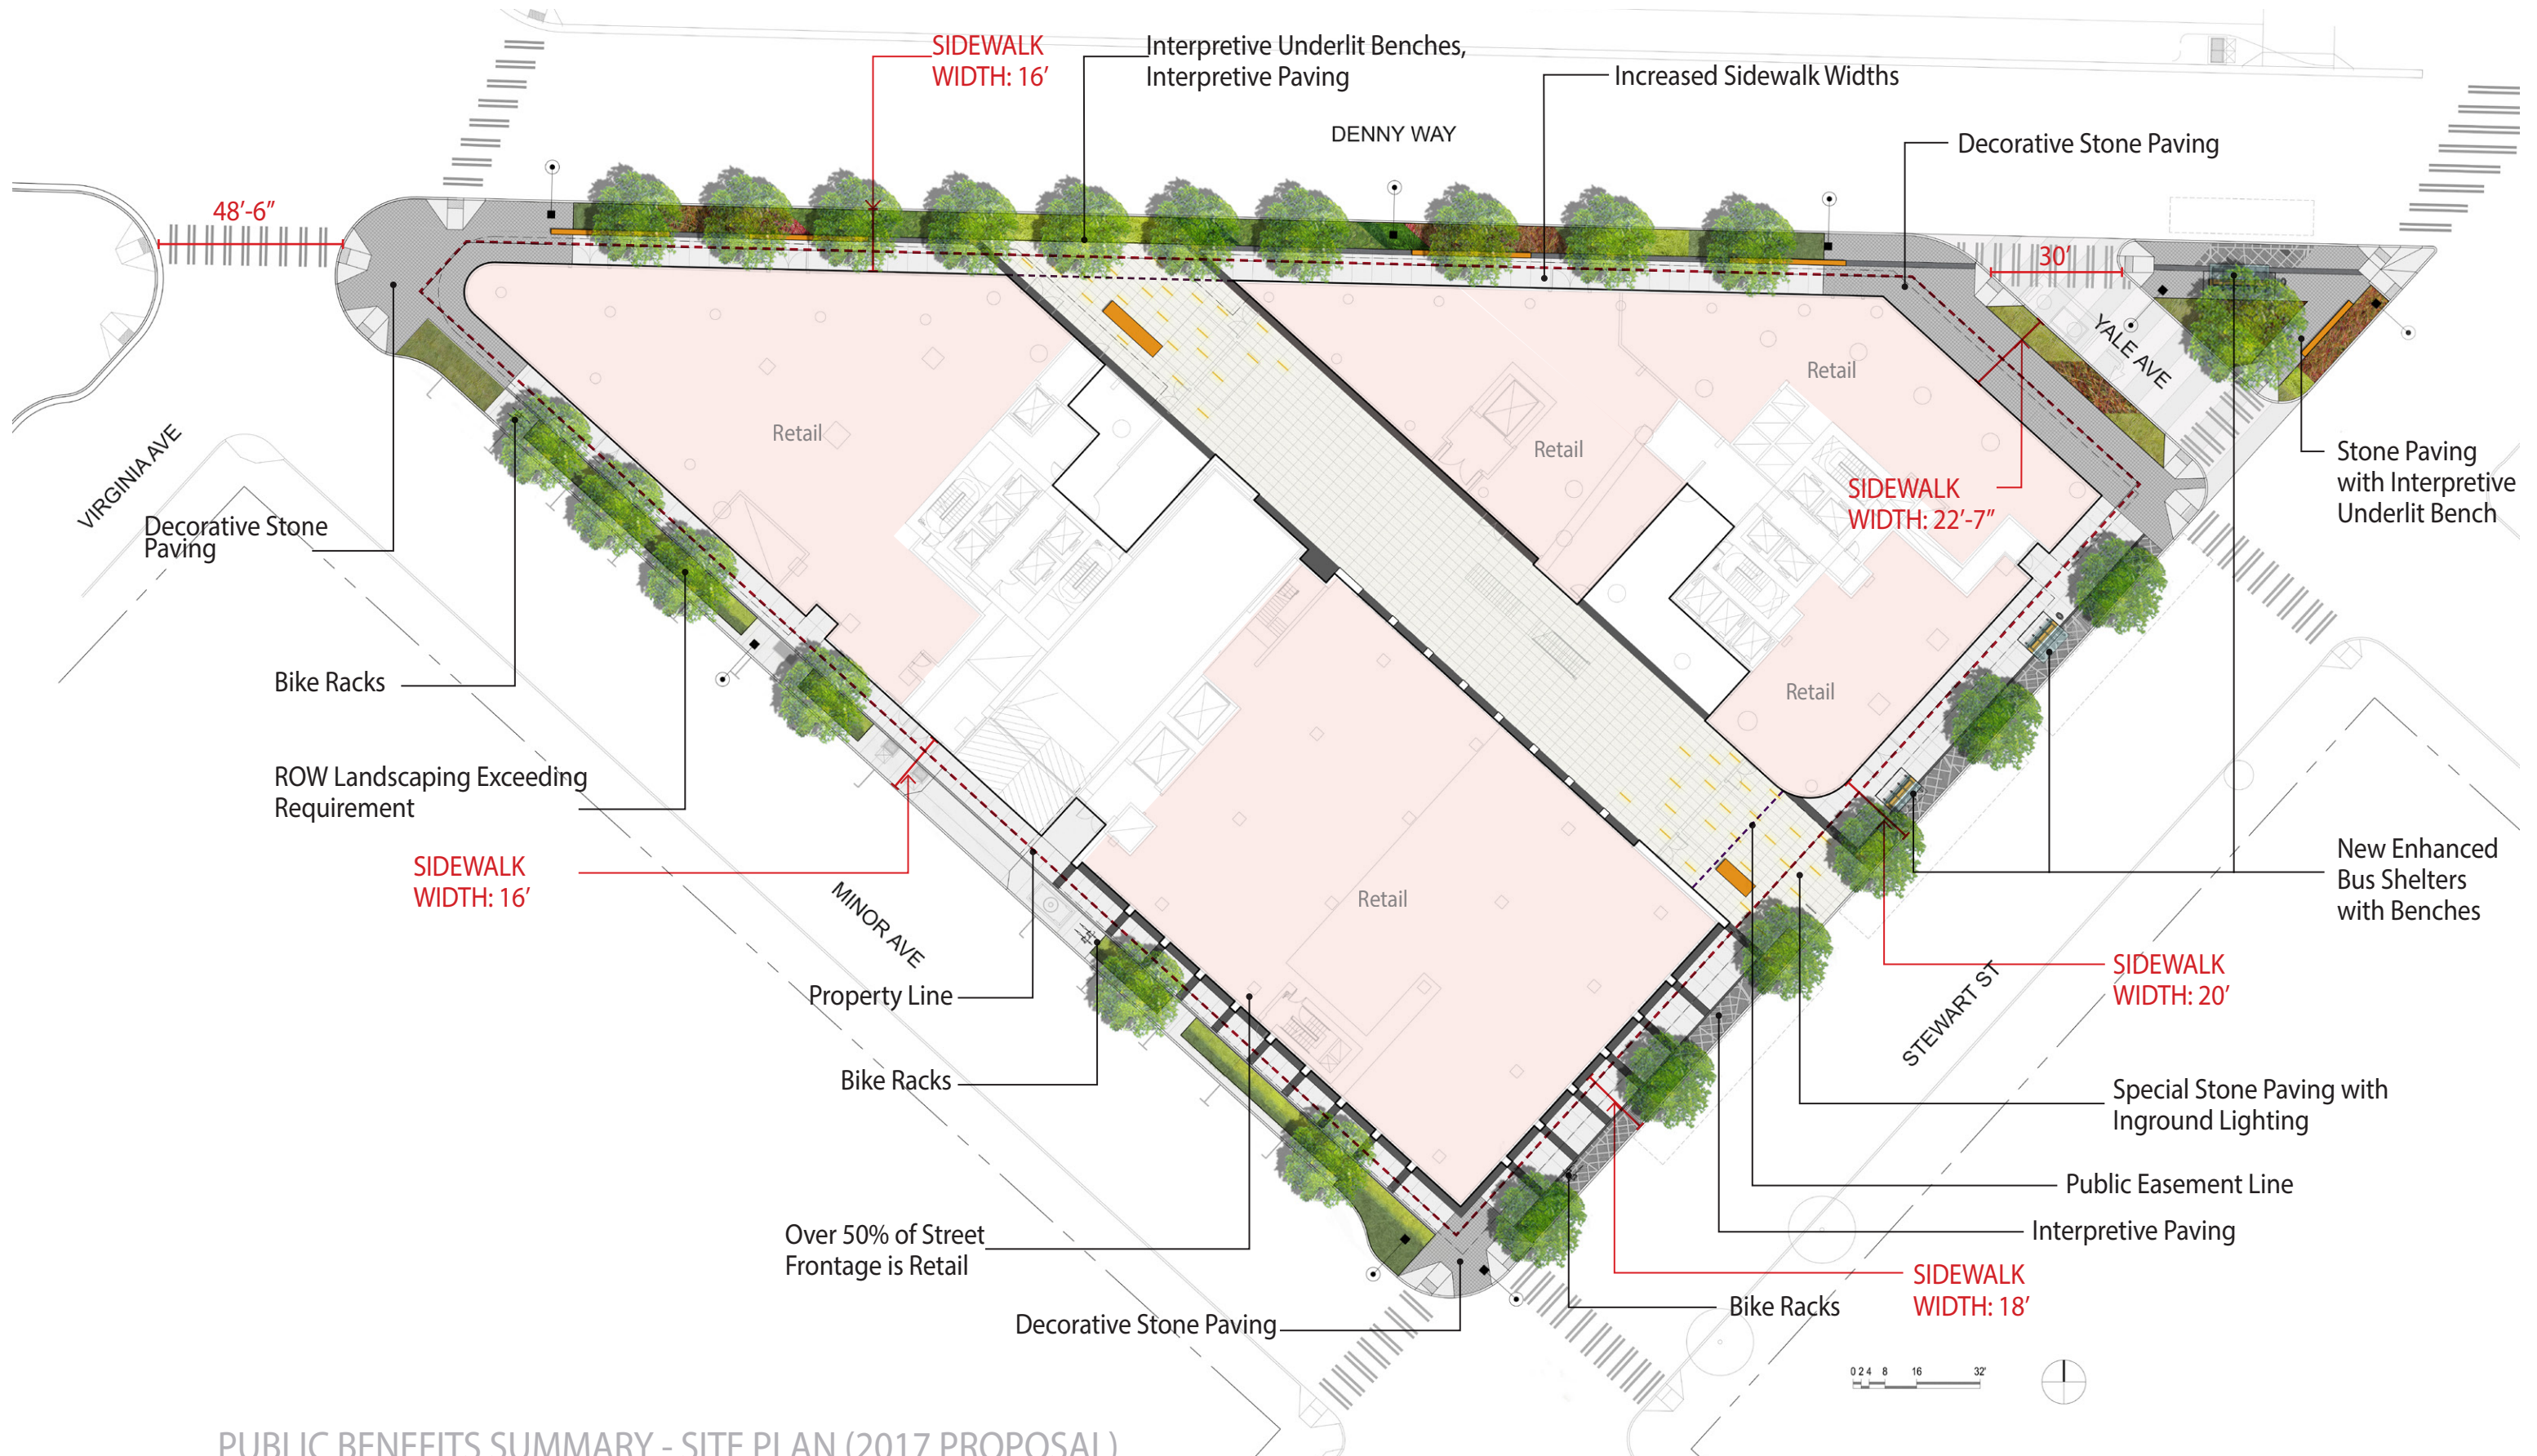 SIDEWALK
WIDTH: 16'
Interpretive Underlit Benches,
Interpretive Paving
Increased Sidewalk Widths
DENNY WAY
Decorative Stone Paving
48'-6"
30'
YALE AVE
Retail
Retail
Retail
VIRGINIA AVE
Stone Paving
with Interpretive
Underlit Bench
SIDEWALK
WIDTH: 22'-7"
Decorative Stone
Paving
Bike Racks
Retail
ROW Landscaping Exceeding
Requirement
SIDEWALK
WIDTH: 16'
MINOR AVE
Retail
New Enhanced
Bus Shelters
with Benches
SIDEWALK
WIDTH: 20'
Property Line
STEWART ST
Bike Racks
Special Stone Paving with
Inground Lighting
Public Easement Line
Interpretive Paving
Over 50% of Street
Frontage is Retail
SIDEWALK
WIDTH: 18'
Bike Racks
Decorative Stone Paving
0 2 4 8 16 32'
PUBLIC BENEFITS SUMMARY - SITE PLAN (2017 PROPOSAL)